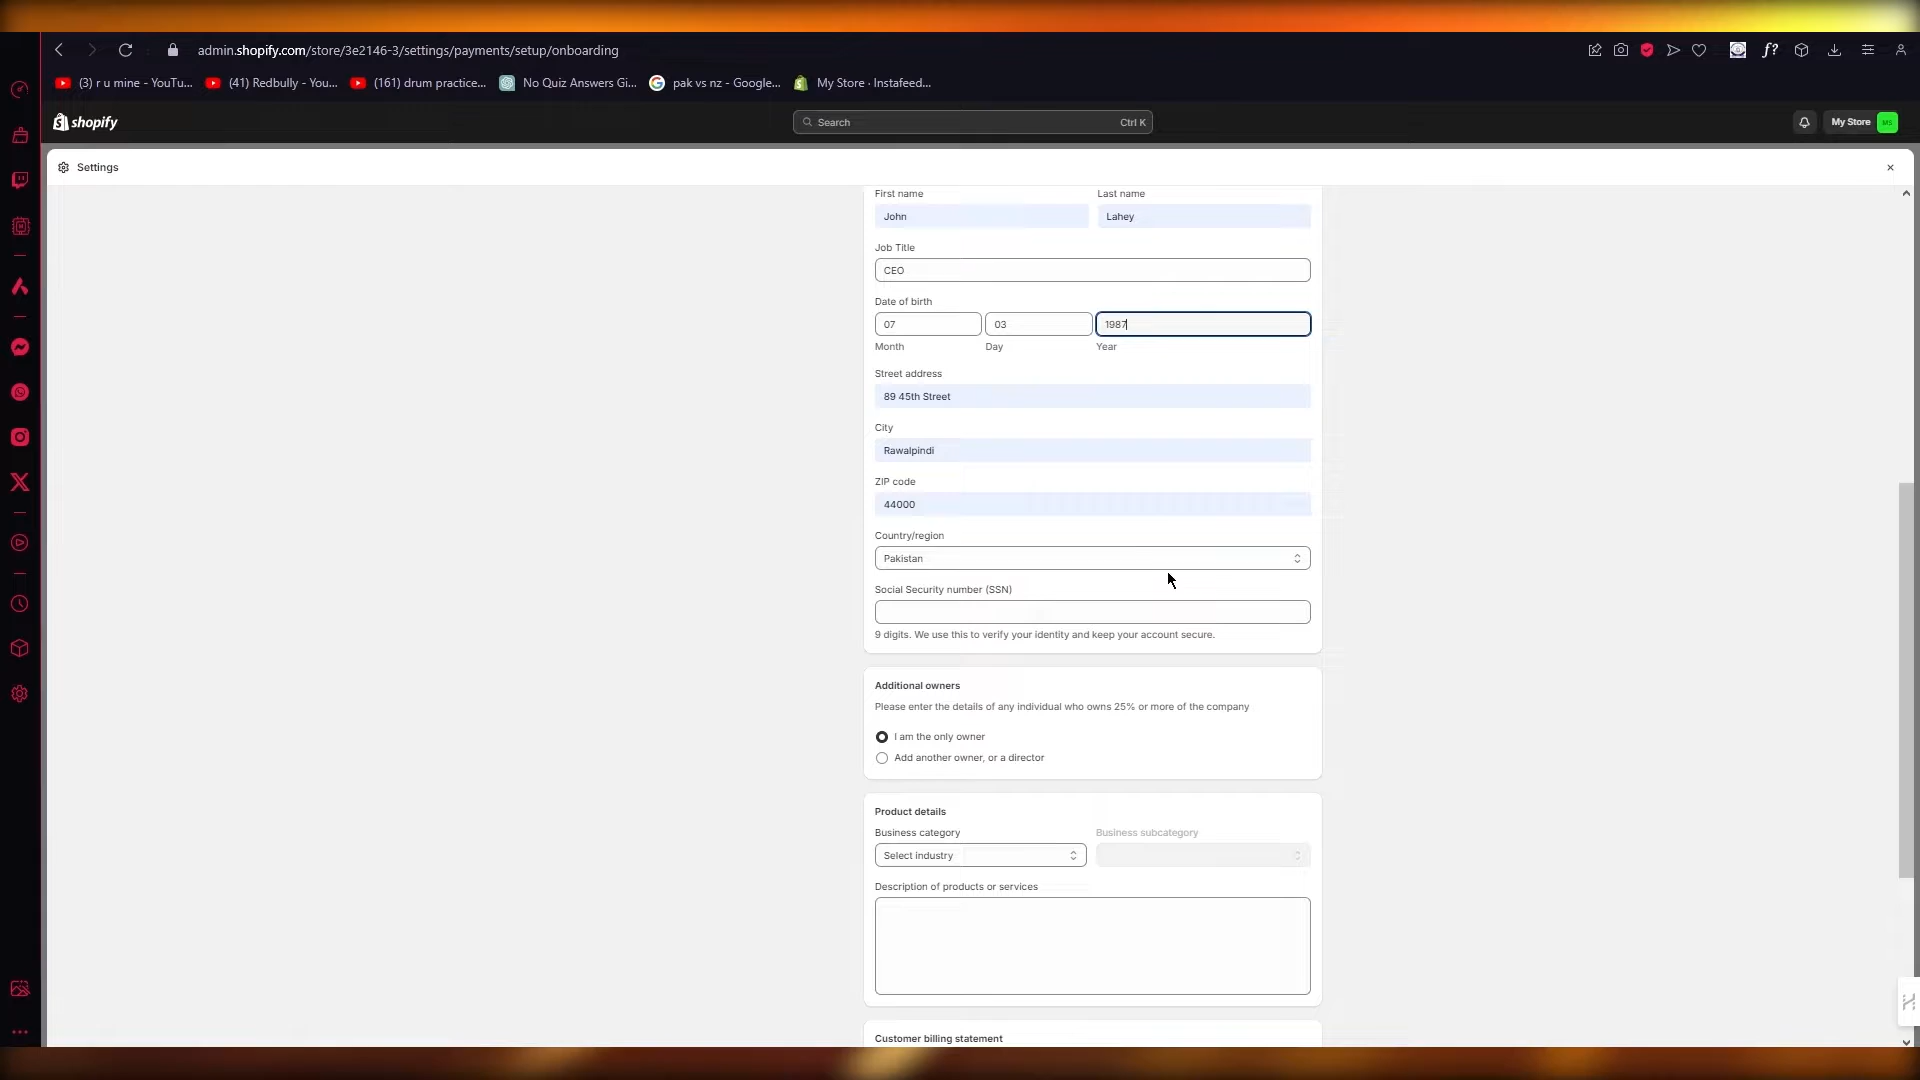 admin.shopify.com/store/3e2146-3/settings/payments/setup/onboarding
(3) r u mine - YouTu...
(41) Redbully - You...
(161) drum practice...
No Quiz Answers Gi...
pak vs nz - Google...
My Store · Instafeed...
shopify
Search
Ctrl K
My Store
MS
Settings
First name
Last name
John
Lahey
Job Title
CEO
Date of birth
07
03
1987
Month
Day
Year
Street address
89 45th Street
City
Rawalpindi
ZIP code
44000
Country/region
Pakistan
Social Security number (SSN)
9 digits. We use this to verify your identity and keep your account secure.
Additional owners
Please enter the details of any individual who owns 25% or more of the company
I am the only owner
Add another owner, or a director
Product details
Business category
Business subcategory
Select industry
Description of products or services
Customer billing statement